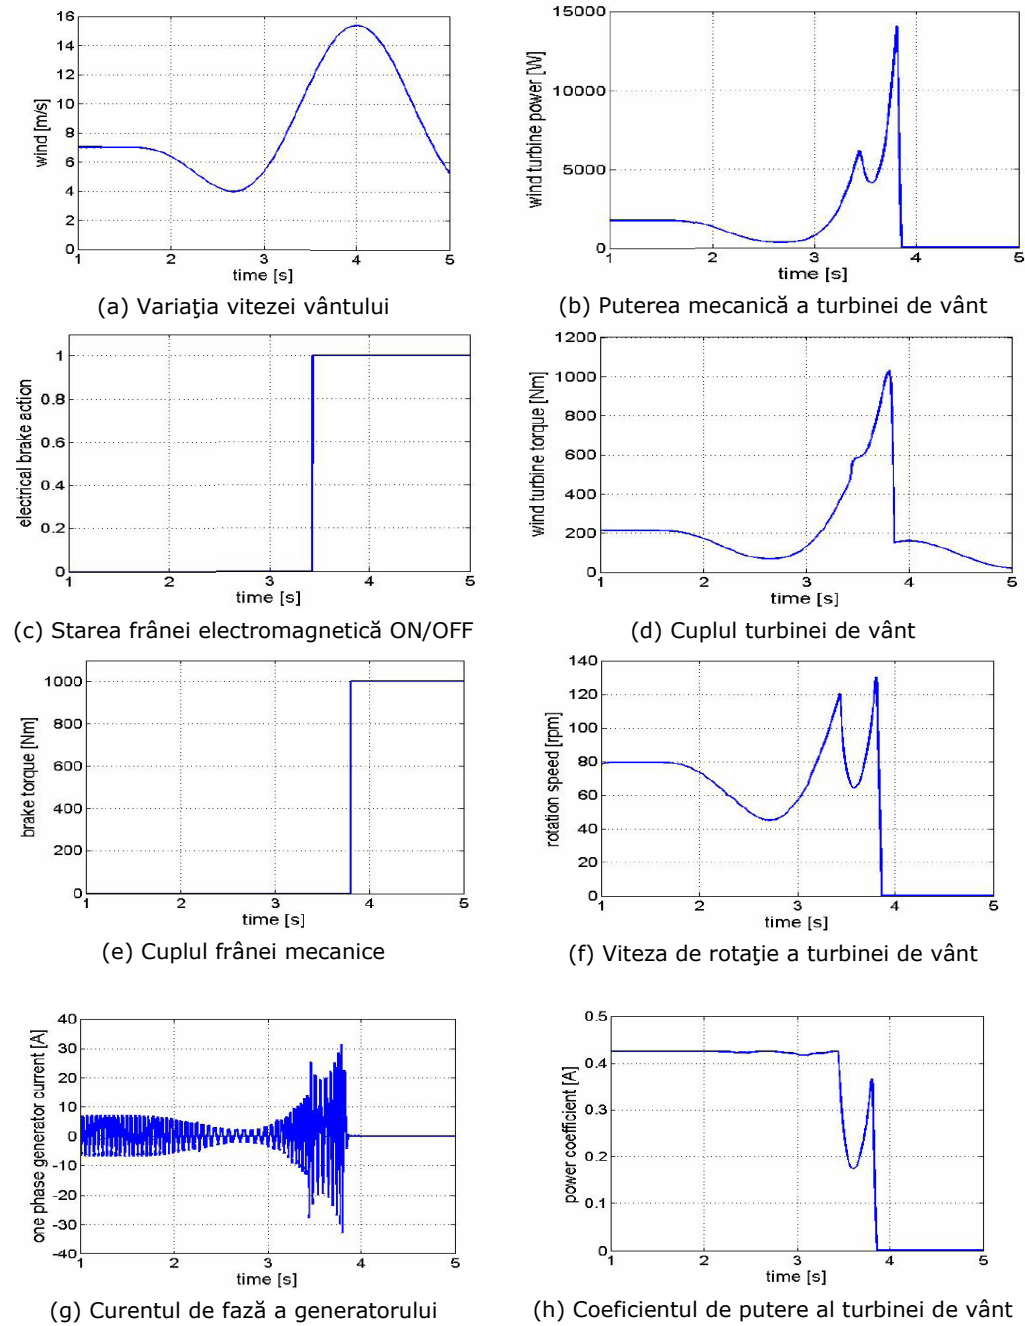 16
14
12
10
8
6
4
2
0
wind [m/s]
1 2 3 4 5
time [s]
(a) Variaţia vitezei vântului
15000
10000
5000
0
wind turbine power [W]
1 2 3 4 5
time [s]
(b) Puterea mecanică a turbinei de vânt
1
0.8
0.6
0.4
0.2
0
electrical brake action
1 2 3 4 5
time [s]
(c) Starea frânei electromagnetică ON/OFF
1200
1000
800
600
400
200
0
wind turbine torque [Nm]
1 2 3 4 5
time [s]
(d) Cuplul turbinei de vânt
1000
800
600
400
200
0
brake torque [Nm]
1 2 3 4 5
time [s]
(e) Cuplul frânei mecanice
140
120
100
80
60
40
20
0
rotation speed [rpm]
1 2 3 4 5
time [s]
(f) Viteza de rotaţie a turbinei de vânt
40
30
20
10
0
-10
-20
-30
-40
one phase generator current [A]
1 2 3 4 5
time [s]
(g) Curentul de fază a generatorului
0.5
0.4
0.3
0.2
0.1
0
power coefficient [A]
1 2 3 4 5
time [s]
(h) Coeficientul de putere al turbinei de vânt